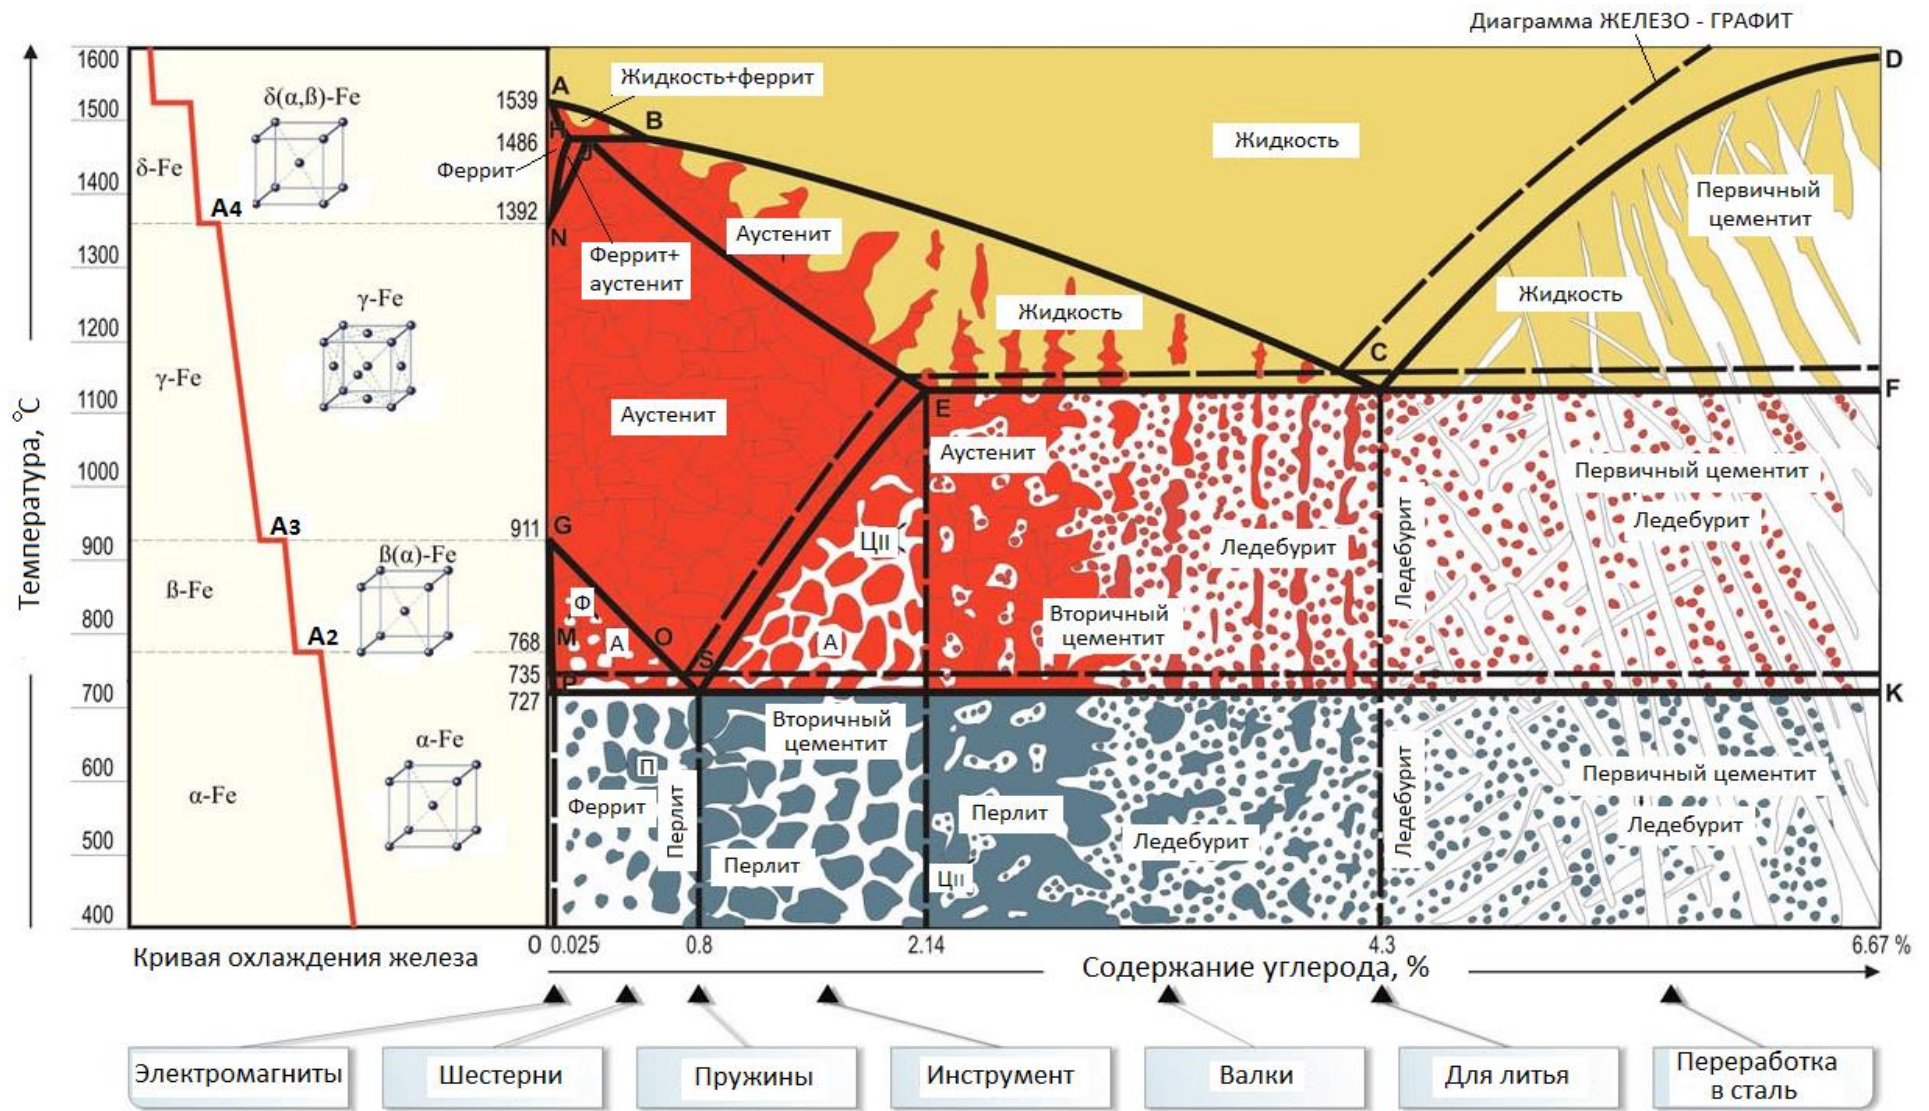 Диаграмма ЖЕЛЕЗО - ГРАФИТ
Температура, °С
1600
1500
1400
1300
1200
1100
1000
900
800
700
600
500
400
δ(α,ß)-Fe
δ-Fe
A4
γ-Fe
γ-Fe
A3
ß(α)-Fe
ß-Fe
A2
α-Fe
α-Fe
Кривая охлаждения железа
1539
1486
1392
911
768
735
727
Феррит
A
Жидкость+феррит
H
B
J
N
Феррит+
аустенит
Аустенит
Жидкость
Жидкость
D
Первичный
цементит
Жидкость
C
F
Аустенит
E
Аустенит
G
ЦII
Ледебурит
Ледебурит
Первичный цементит
Ледебурит
Ф
M
A
O
S
A
Вторичный
цементит
P
K
Вторичный
цементит
П
Феррит
Перлит
Перлит
Перлит
ЦII
Ледебурит
Ледебурит
Первичный цементит
Ледебурит
0
0.025
0.8
2.14
4.3
6.67 %
Содержание углерода, %
Электромагниты
Шестерни
Пружины
Инструмент
Валки
Для литья
Переработка
в сталь